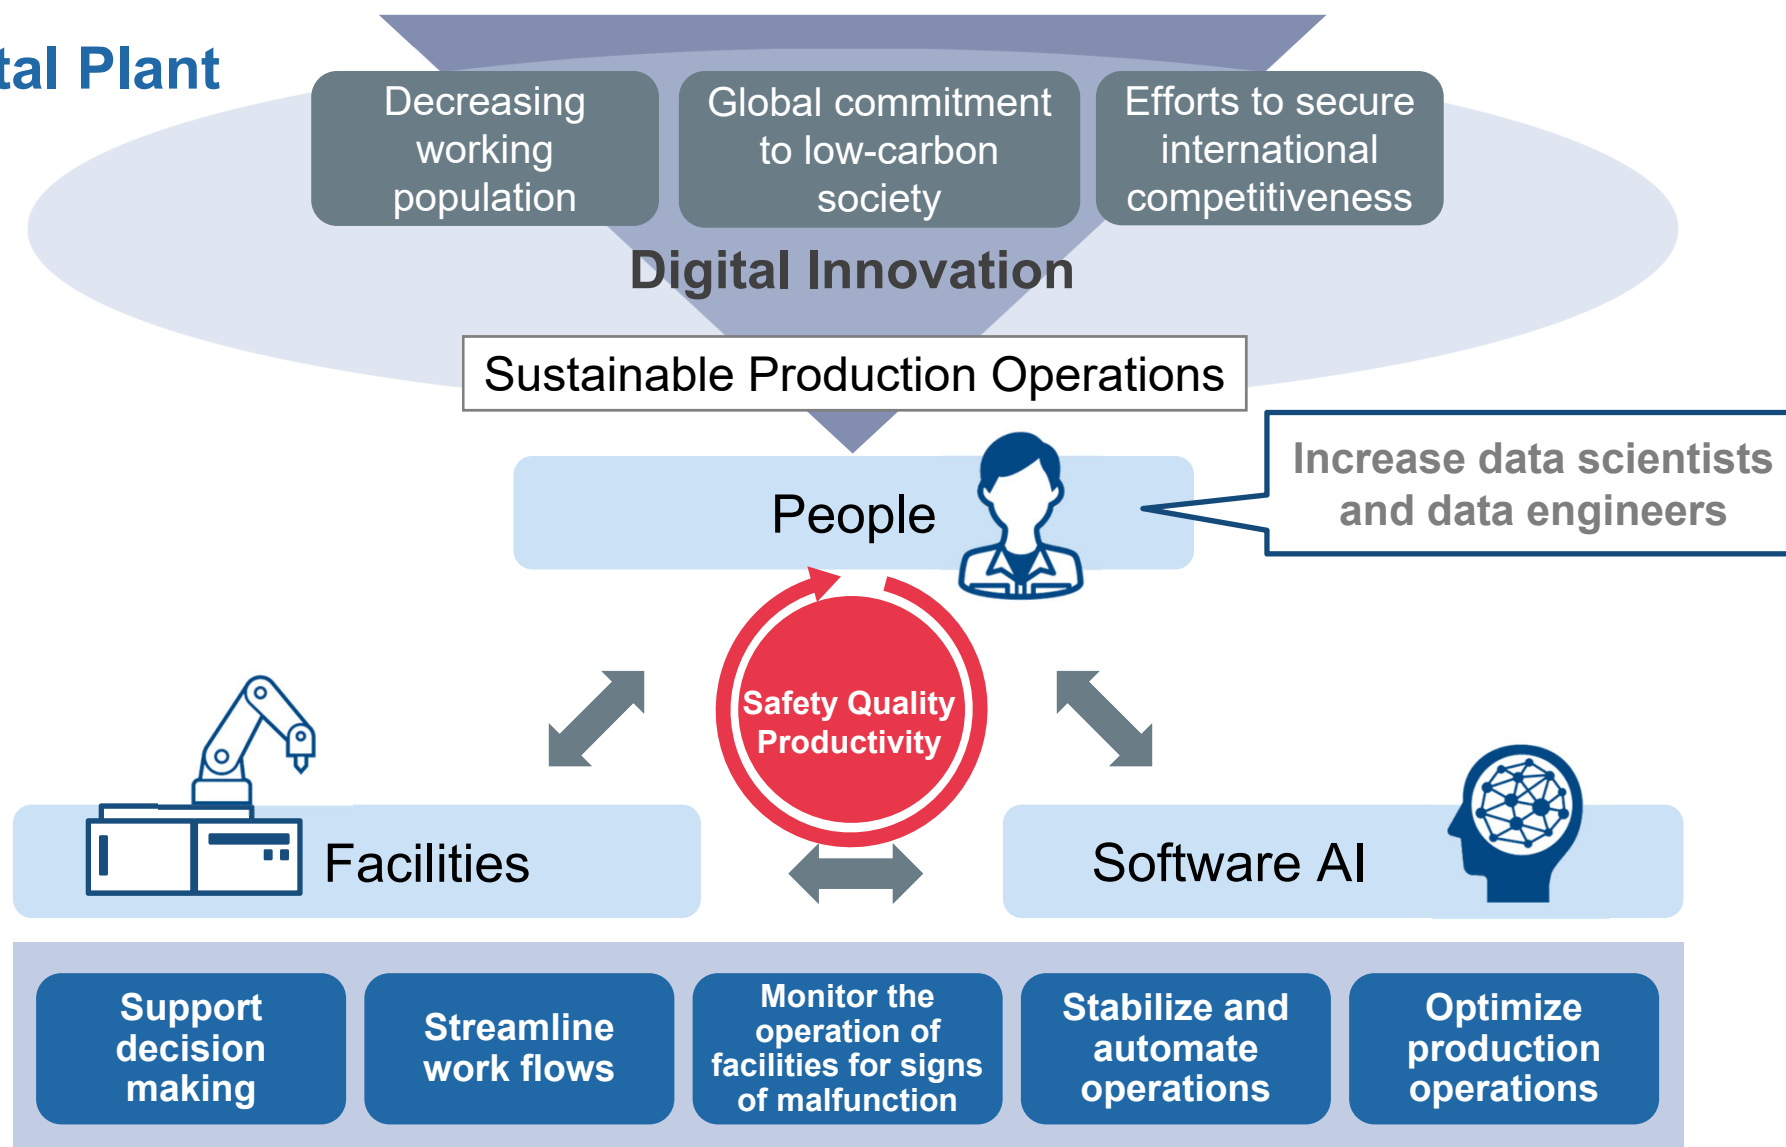 tal Plant
Decreasing
working
population
Global commitment
to low-carbon
society
Efforts to secure
international
competitiveness
Digital Innovation
Sustainable Production Operations
People
Increase data scientists
and data engineers
Safety Quality
Productivity
Facilities
Software AI
Support
decision
making
Streamline
work flows
Monitor the
operation of
facilities for signs
of malfunction
Stabilize and
automate
operations
Optimize
production
operations